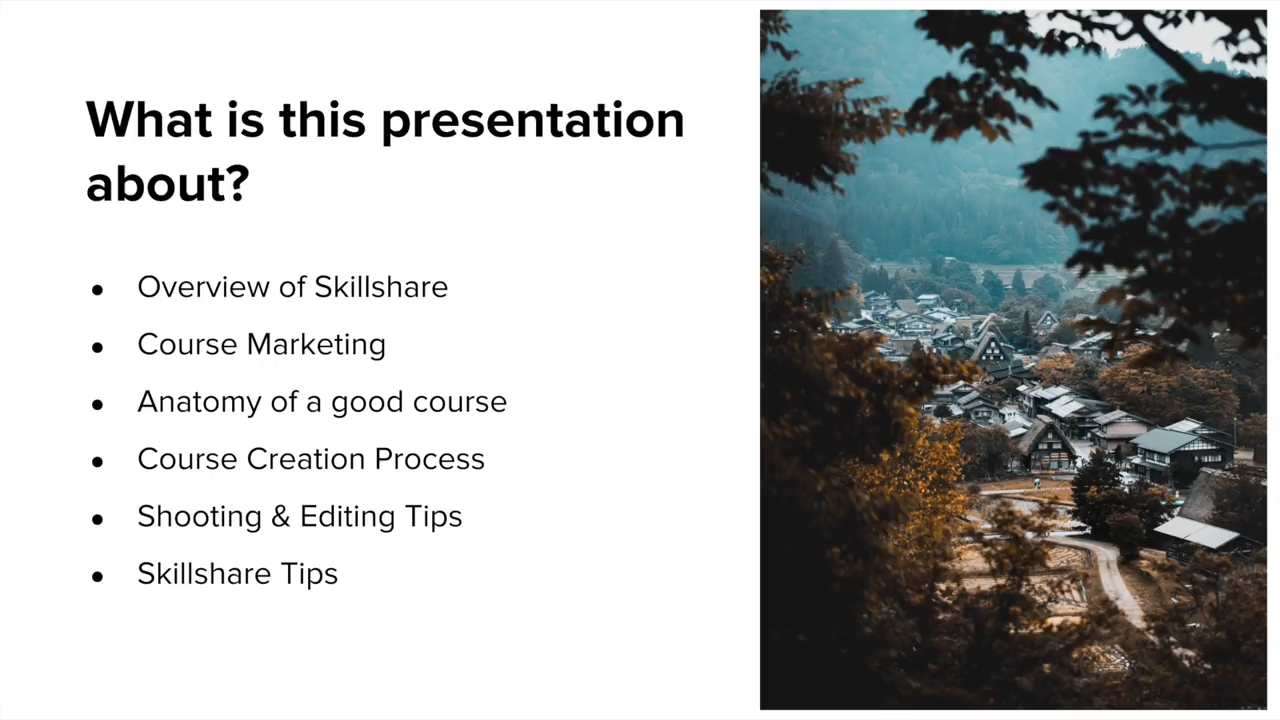 What is this presentation
about?
● Overview of Skillshare
● Course Marketing
● Anatomy of a good course
● Course Creation Process
● Shooting & Editing Tips
● Skillshare Tips